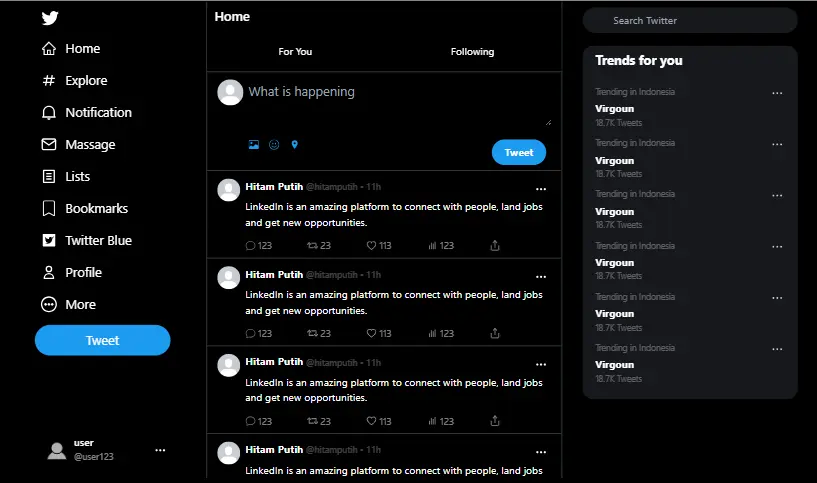 Home
Explore
Notification
Massage
Lists
Bookmarks
Twitter Blue
Profile
More
Tweet
user
@user123
Home
For You Following
What is happening
Tweet
Hitam Putih @hitamputih • 11h
LinkedIn is an amazing platform to connect with people, land jobs
and get new opportunities.
123 23 113 123
Hitam Putih @hitamputih • 11h
LinkedIn is an amazing platform to connect with people, land jobs
and get new opportunities.
123 23 113 123
Hitam Putih @hitamputih • 11h
LinkedIn is an amazing platform to connect with people, land jobs
and get new opportunities.
123 23 113 123
Hitam Putih @hitamputih • 11h
LinkedIn is an amazing platform to connect with people, land jobs
Search Twitter
Trends for you
Trending in Indonesia
Virgoun
18.7K Tweets
Trending in Indonesia
Virgoun
18.7K Tweets
Trending in Indonesia
Virgoun
18.7K Tweets
Trending in Indonesia
Virgoun
18.7K Tweets
Trending in Indonesia
Virgoun
18.7K Tweets
Trending in Indonesia
Virgoun
18.7K Tweets